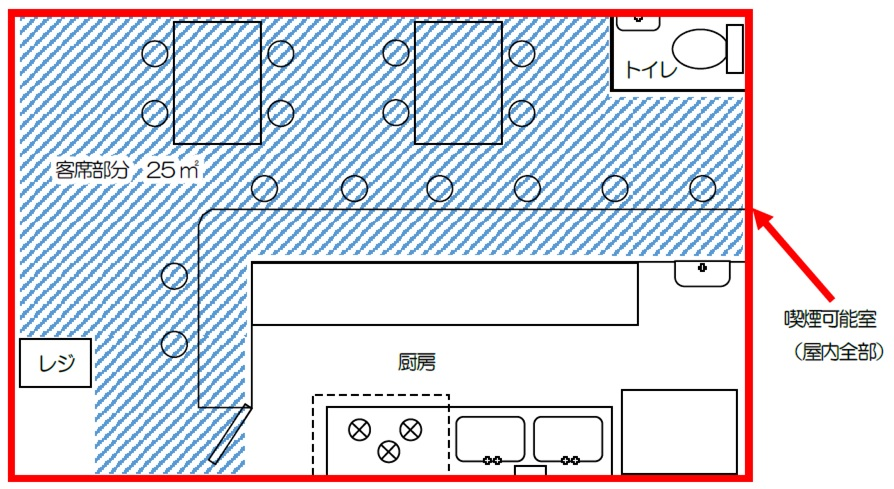 トイレ
客席部分 25㎡
喫煙可能室
（屋内全部）
レジ
厨房